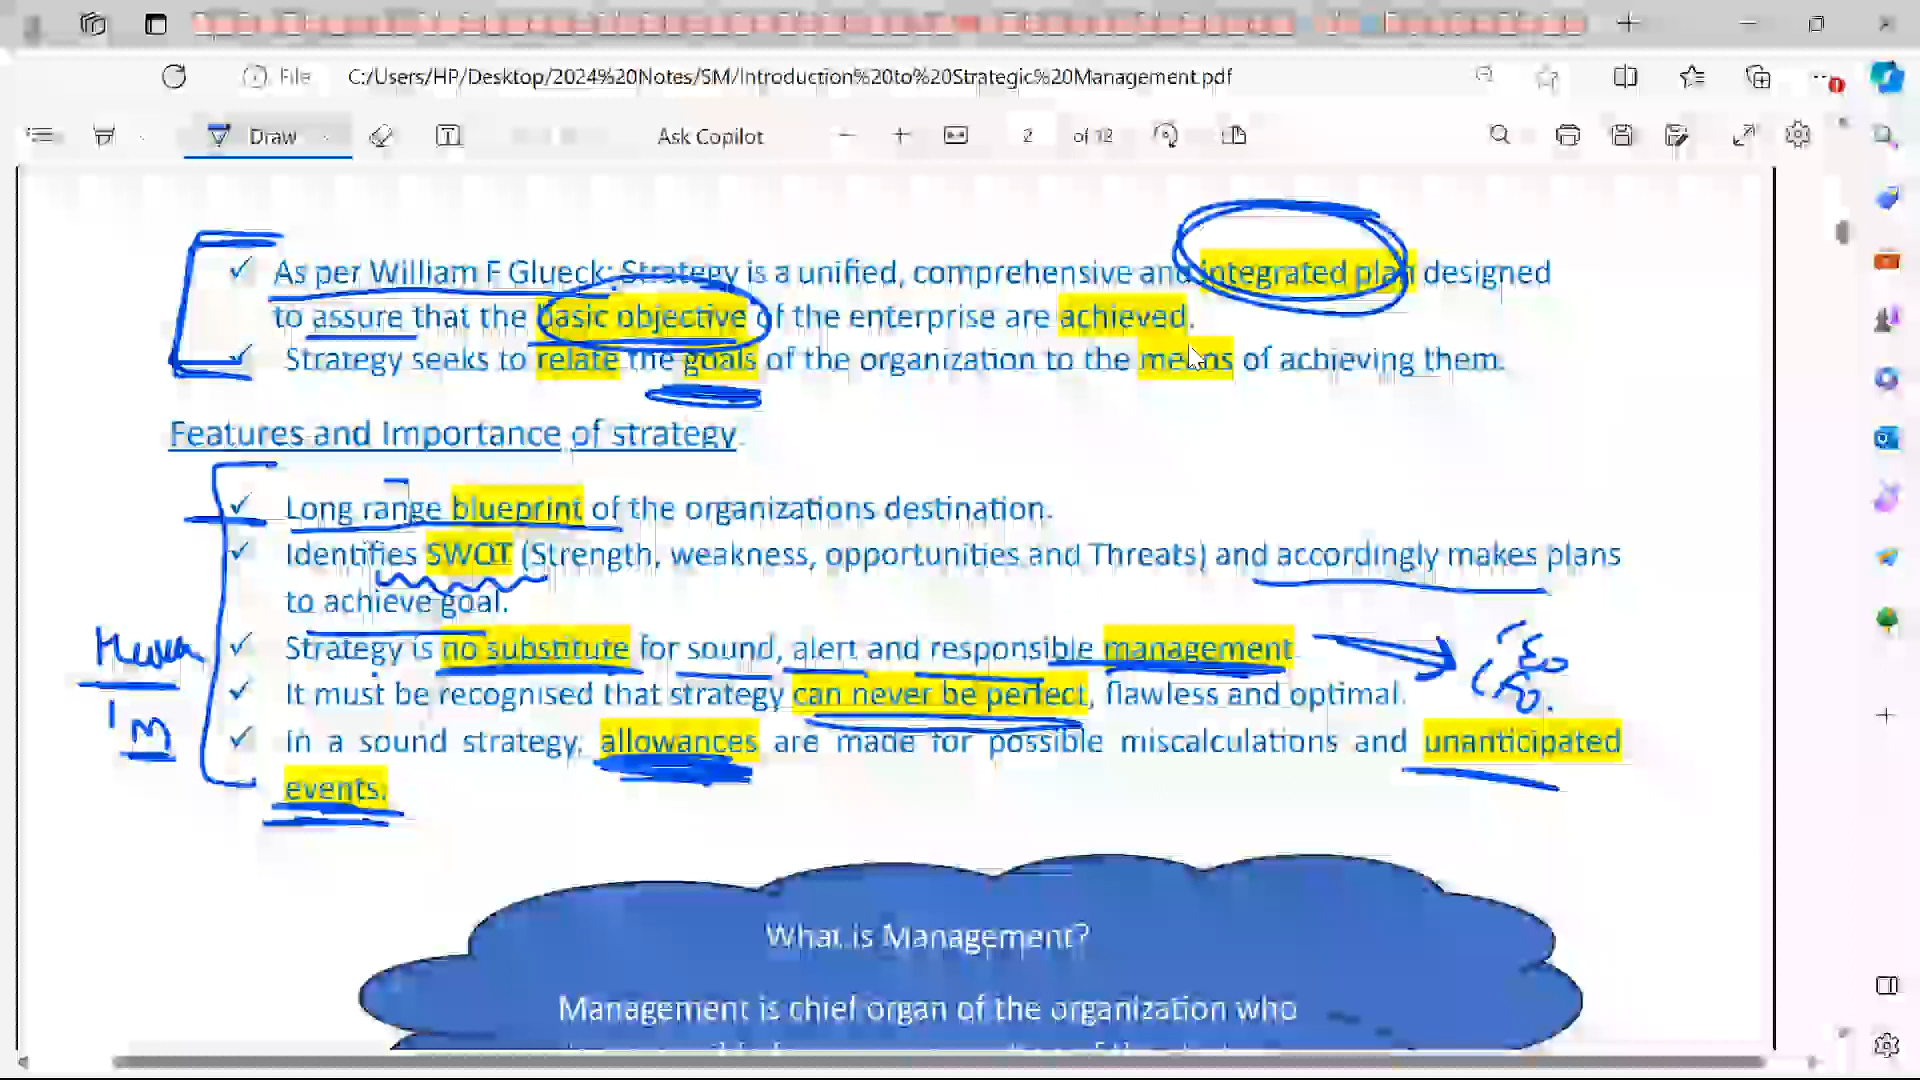 File C:/Users/HP/Desktop/2024%20Notes/SM/Introduction%20to%20Strategic%20Management.pdf
Draw Ask Copilot 2 of 13
✓ As per William F Glueck: Strategy is a unified, comprehensive and integrated plan designed
to assure that the basic objective of the enterprise are achieved.
✓ Strategy seeks to relate the goals of the organization to the means of achieving them.
Features and Importance of strategy
✓ Long range blueprint of the organizations destination.
✓ Identifies SWOT (Strength, weakness, opportunities and Threats) and accordingly makes plans
to achieve goal.
✓ Strategy is no substitute for sound, alert and responsible management.
✓ It must be recognised that strategy can never be perfect, flawless and optimal.
✓ In a sound strategy, allowances are made for possible miscalculations and unanticipated
events.
What is Management?
Management is chief organ of the organization who